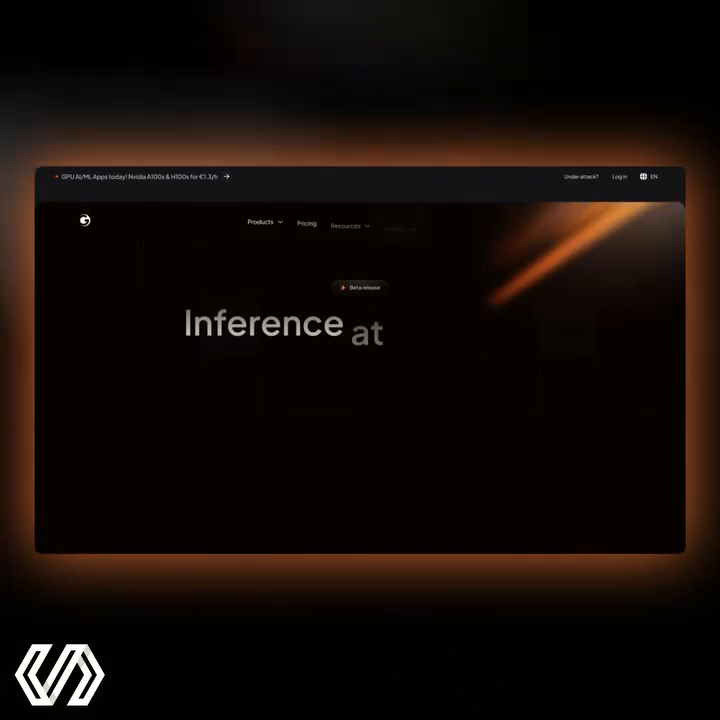 GPU AI/ML Apps today! Nvidia A100s & H100s for €1.3/h
Under attack?
Log in
EN
Products
Pricing
Resources
Beta release
Inference at